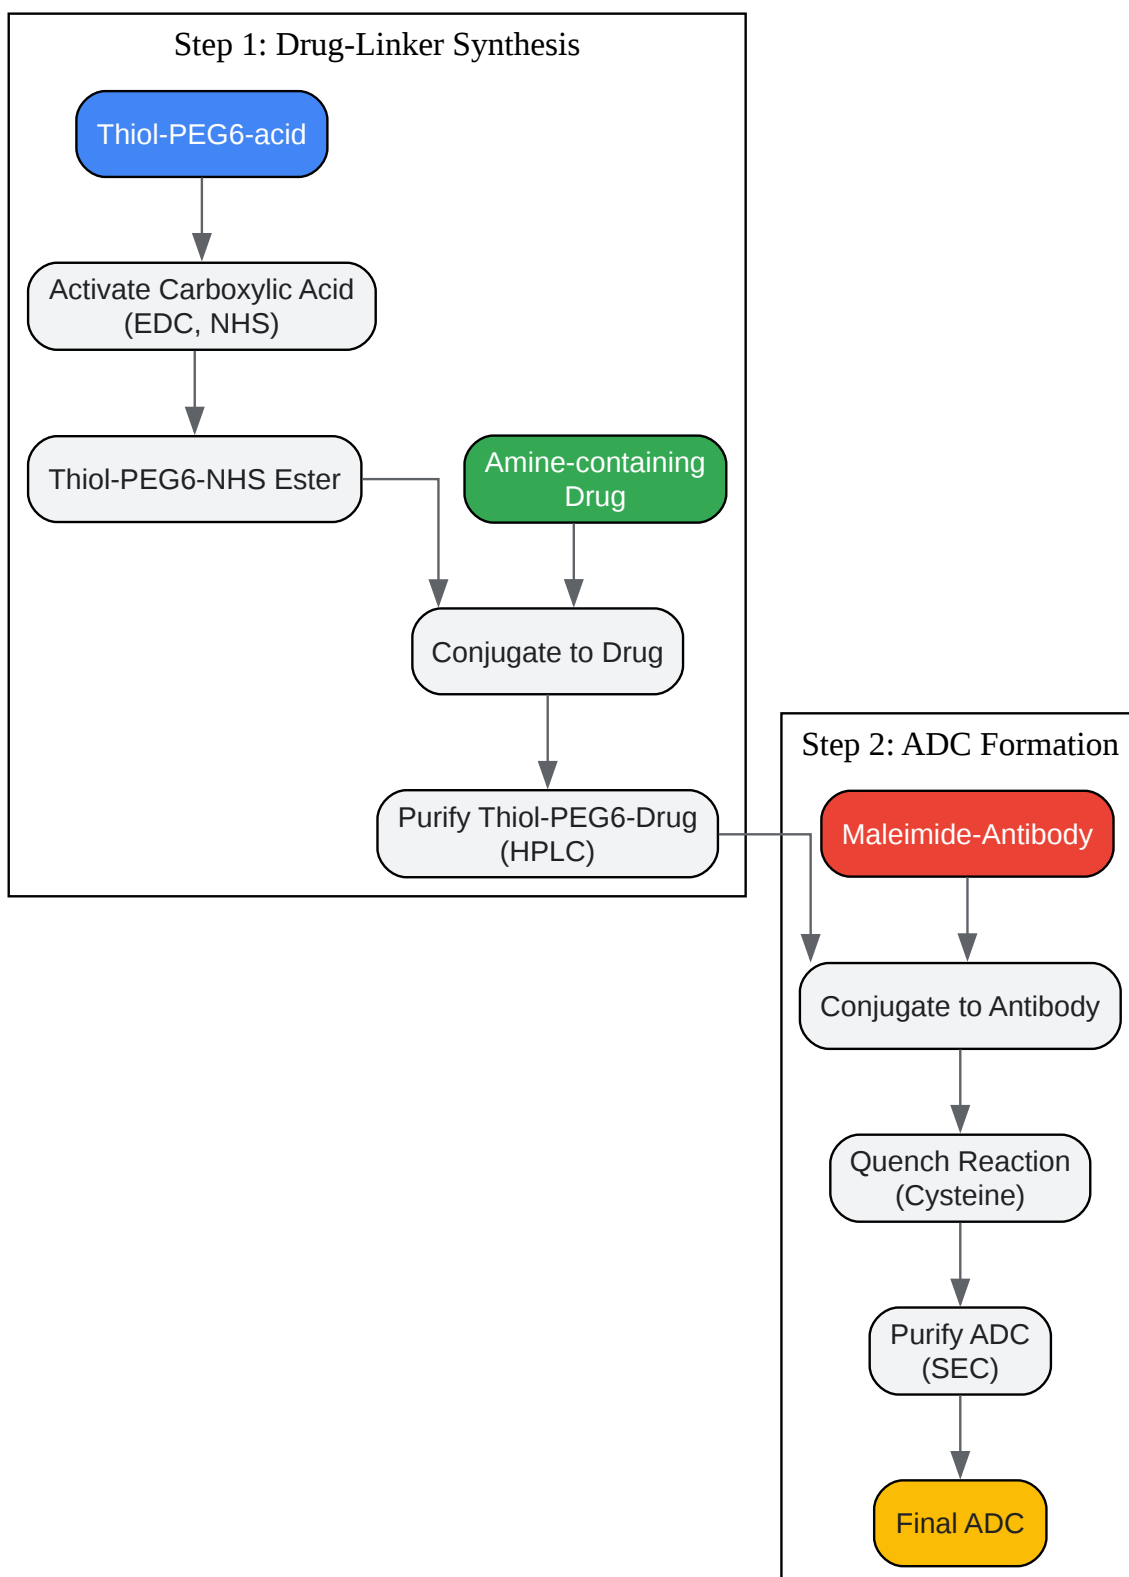 Step 1: Drug-Linker Synthesis
Thiol-PEG6-acid
Activate Carboxylic Acid
(EDC, NHS)
Thiol-PEG6-NHS Ester
Amine-containing
Drug
Conjugate to Drug
Purify Thiol-PEG6-Drug
(HPLC)
Step 2: ADC Formation
Maleimide-Antibody
Conjugate to Antibody
Quench Reaction
(Cysteine)
Purify ADC
(SEC)
Final ADC